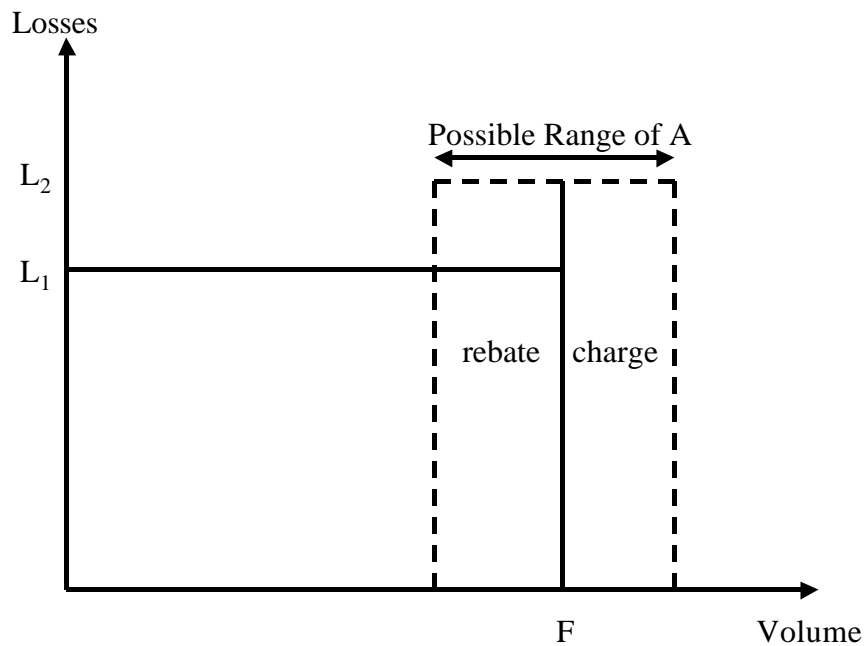 Losses
Possible Range of A
L₂
L₁
rebate charge
F Volume